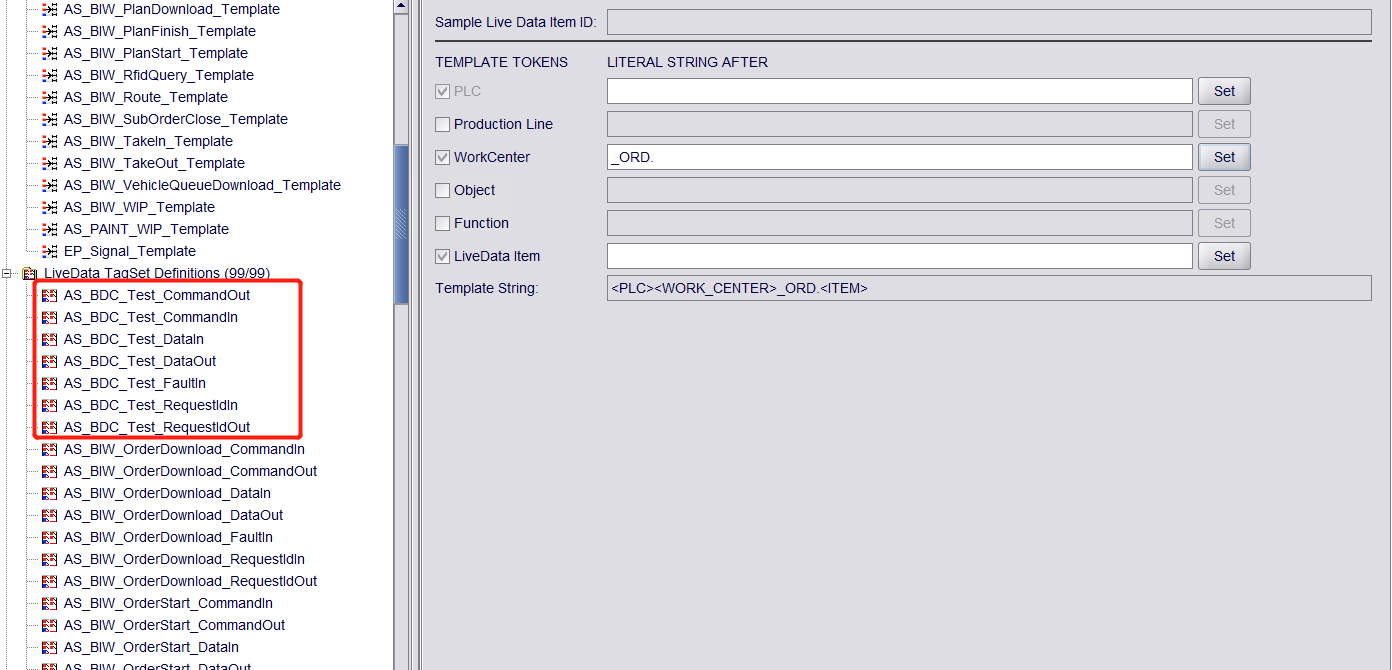 AS_BIW_PlanDownload_Template
AS_BIW_PlanFinish_Template
AS_BIW_PlanStart_Template
AS_BIW_RfidQuery_Template
AS_BIW_Route_Template
AS_BIW_SubOrderClose_Template
AS_BIW_TakeIn_Template
AS_BIW_TakeOut_Template
AS_BIW_VehicleQueueDownload_Template
AS_BIW_WIP_Template
AS_PAINT_WIP_Template
EP_Signal_Template
LiveData TagSet Definitions (99/99)
AS_BDC_Test_CommandOut
AS_BDC_Test_CommandIn
AS_BDC_Test_DataIn
AS_BDC_Test_DataOut
AS_BDC_Test_FaultIn
AS_BDC_Test_RequestIdIn
AS_BDC_Test_RequestIdOut
AS_BIW_OrderDownload_CommandIn
AS_BIW_OrderDownload_CommandOut
AS_BIW_OrderDownload_DataIn
AS_BIW_OrderDownload_DataOut
AS_BIW_OrderDownload_FaultIn
AS_BIW_OrderDownload_RequestIdIn
AS_BIW_OrderDownload_RequestIdOut
AS_BIW_OrderStart_CommandIn
AS_BIW_OrderStart_CommandOut
AS_BIW_OrderStart_DataIn
AS_BIW_OrderStart_DataOut
Sample Live Data Item ID:
TEMPLATE TOKENS LITERAL STRING AFTER
PLC Set
Production Line Set
WorkCenter _ORD. Set
Object Set
Function Set
LiveData Item Set
Template String: <PLC><WORK_CENTER>_ORD.<ITEM>